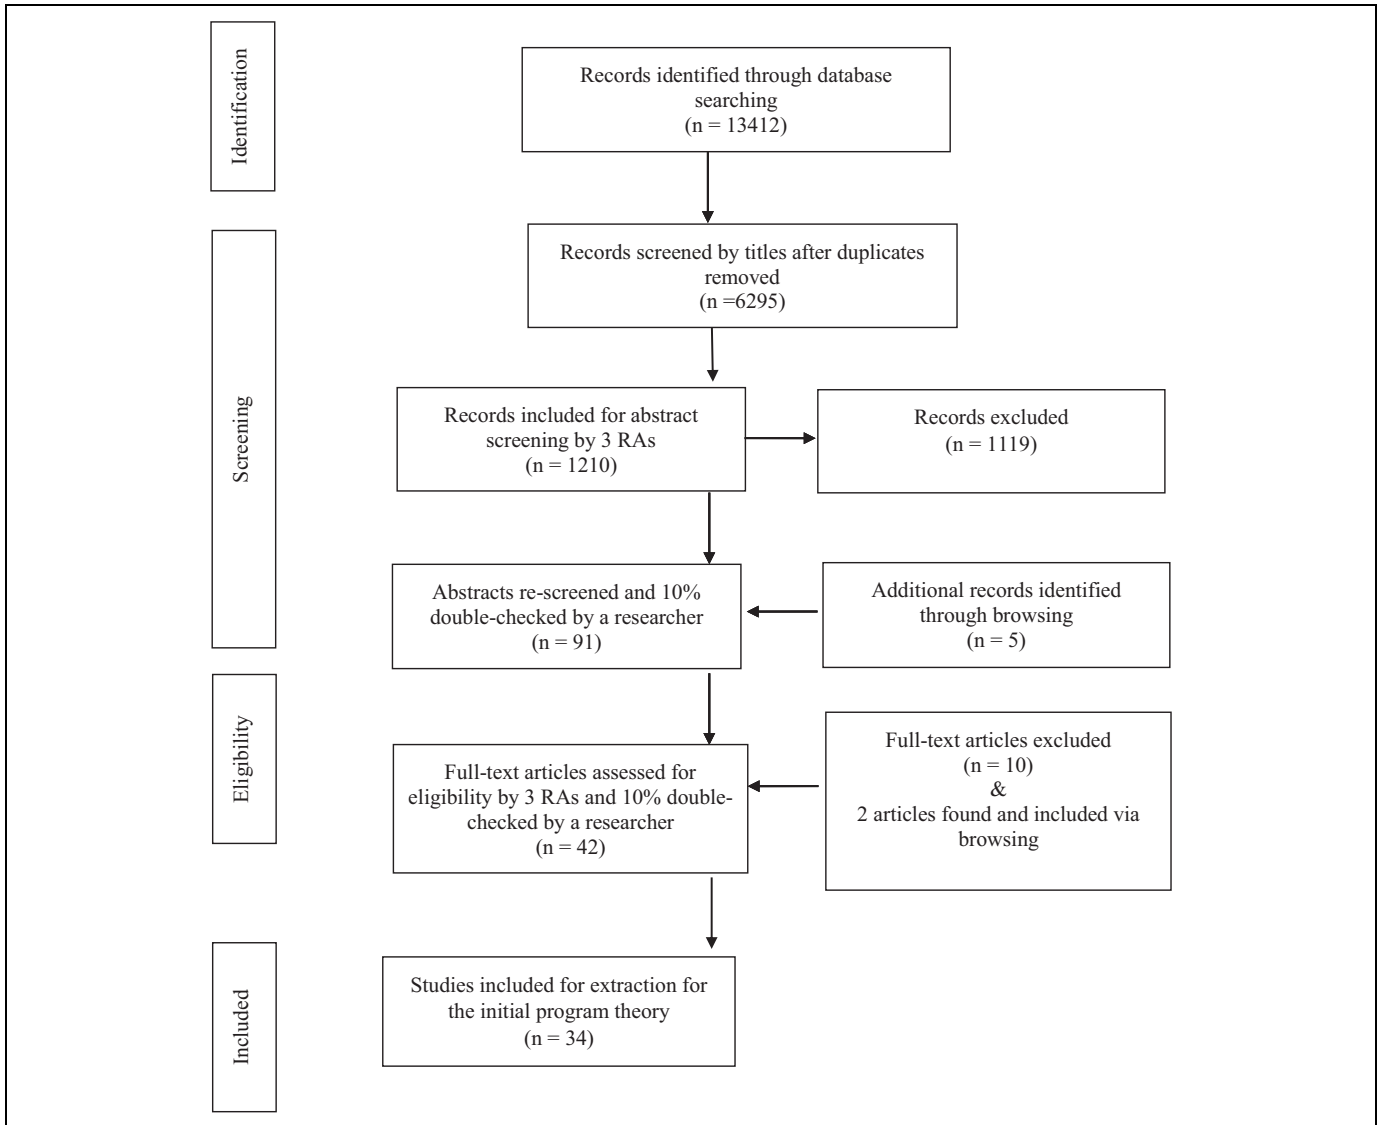 Identification
Records identified through database
searching
(n = 13412)
Screening
Records screened by titles after duplicates
removed
(n =6295)
Records included for abstract
screening by 3 RAs
(n = 1210)
Records excluded
(n = 1119)
Abstracts re-screened and 10%
double-checked by a researcher
(n = 91)
Additional records identified
through browsing
(n = 5)
Eligibility
Full-text articles assessed for
eligibility by 3 RAs and 10% double-
checked by a researcher
(n = 42)
Full-text articles excluded
(n = 10)
&
2 articles found and included via
browsing
Included
Studies included for extraction for
the initial program theory
(n = 34)